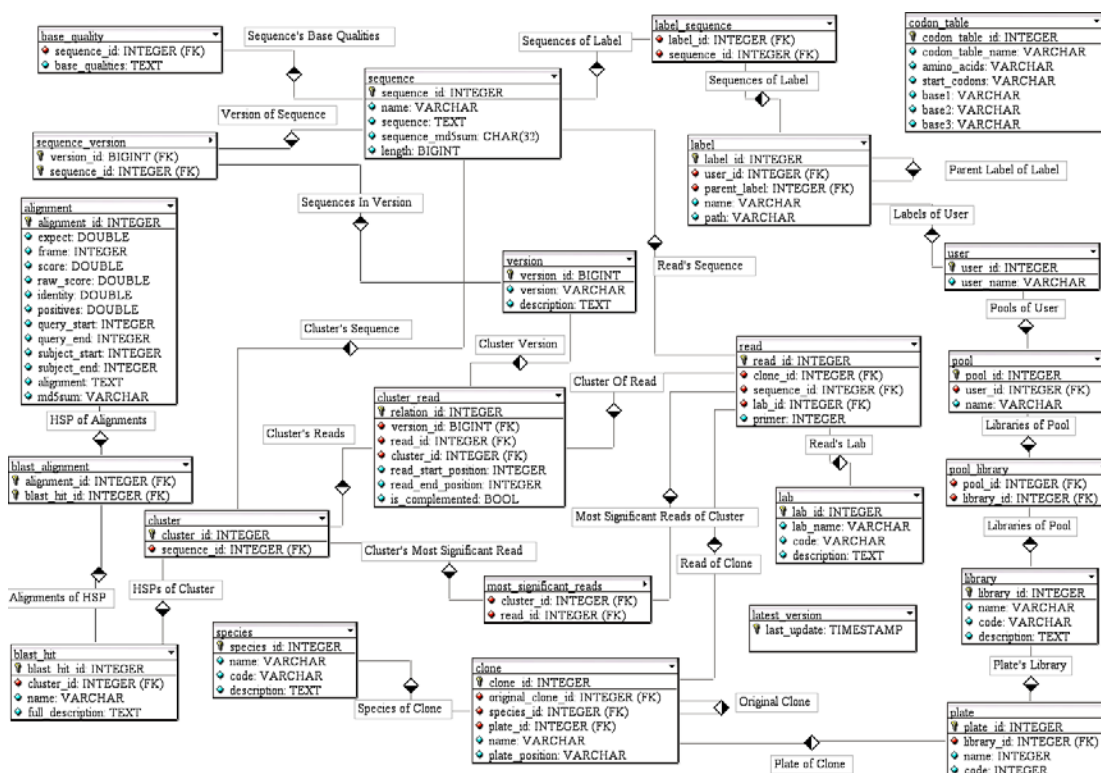 base_quality
sequence_id: INTEGER (FK)
base_qualities: TEXT
Sequence's Base Qualities
Sequences of Label
label_sequence
label_id: INTEGER (FK)
sequence_id: INTEGER (FK)
codon_table
codon_table_id: INTEGER
codon_table_name: VARCHAR
amino_acids: VARCHAR
start_codons: VARCHAR
base1: VARCHAR
base2: VARCHAR
base3: VARCHAR
sequence
sequence_id: INTEGER
name: VARCHAR
sequence: TEXT
sequence_md5sum: CHAR(32)
length: BIGINT
Sequences of Label
Version of Sequence
sequence_version
version_id: BIGINT (FK)
sequence_id: INTEGER (FK)
label
label_id: INTEGER
user_id: INTEGER (FK)
parent_label: INTEGER (FK)
name: VARCHAR
path: VARCHAR
Parent Label of Label
Sequences In Version
Labels of User
alignment
alignment_id: INTEGER
expect: DOUBLE
frame: INTEGER
score: DOUBLE
raw_score: DOUBLE
identity: DOUBLE
positives: DOUBLE
query_start: INTEGER
query_end: INTEGER
subject_start: INTEGER
subject_end: INTEGER
alignment: TEXT
md5sum: VARCHAR
version
version_id: BIGINT
version: VARCHAR
description: TEXT
Read's Sequence
user
user_id: INTEGER
user_name: VARCHAR
Pools of User
Cluster's Sequence
Cluster Version
read
read_id: INTEGER
clone_id: INTEGER (FK)
sequence_id: INTEGER (FK)
lab_id: INTEGER (FK)
primer: INTEGER
pool
pool_id: INTEGER
user_id: INTEGER (FK)
name: VARCHAR
Cluster Of Read
cluster_read
relation_id: INTEGER
version_id: BIGINT (FK)
read_id: INTEGER (FK)
cluster_id: INTEGER (FK)
read_start_position: INTEGER
read_end_position: INTEGER
is_complemented: BOOL
HSP of Alignments
Cluster's Reads
Read's Lab
Libraries of Pool
blast_alignment
alignment_id: INTEGER (FK)
blast_hit_id: INTEGER (FK)
pool_library
pool_id: INTEGER (FK)
library_id: INTEGER (FK)
lab
lab_id: INTEGER
lab_name: VARCHAR
code: VARCHAR
description: TEXT
cluster
cluster_id: INTEGER
sequence_id: INTEGER (FK)
Most Significant Reads of Cluster
Libraries of Pool
Cluster's Most Significant Read
Read of Clone
Alignments of HSP
HSPs of Cluster
most_significant_reads
cluster_id: INTEGER (FK)
read_id: INTEGER (FK)
library
library_id: INTEGER
name: VARCHAR
code: VARCHAR
description: TEXT
latest_version
last_update: TIMESTAMP
species
species_id: INTEGER
name: VARCHAR
code: VARCHAR
description: TEXT
blast_hit
blast_hit_id: INTEGER
cluster_id: INTEGER (FK)
name: VARCHAR
full_description: TEXT
Plate's Library
clone
clone_id: INTEGER
original_clone_id: INTEGER (FK)
species_id: INTEGER (FK)
plate_id: INTEGER (FK)
name: VARCHAR
plate_position: VARCHAR
Species of Clone
Original Clone
plate
plate_id: INTEGER
library_id: INTEGER (FK)
name: INTEGER
code: INTEGER
Plate of Clone